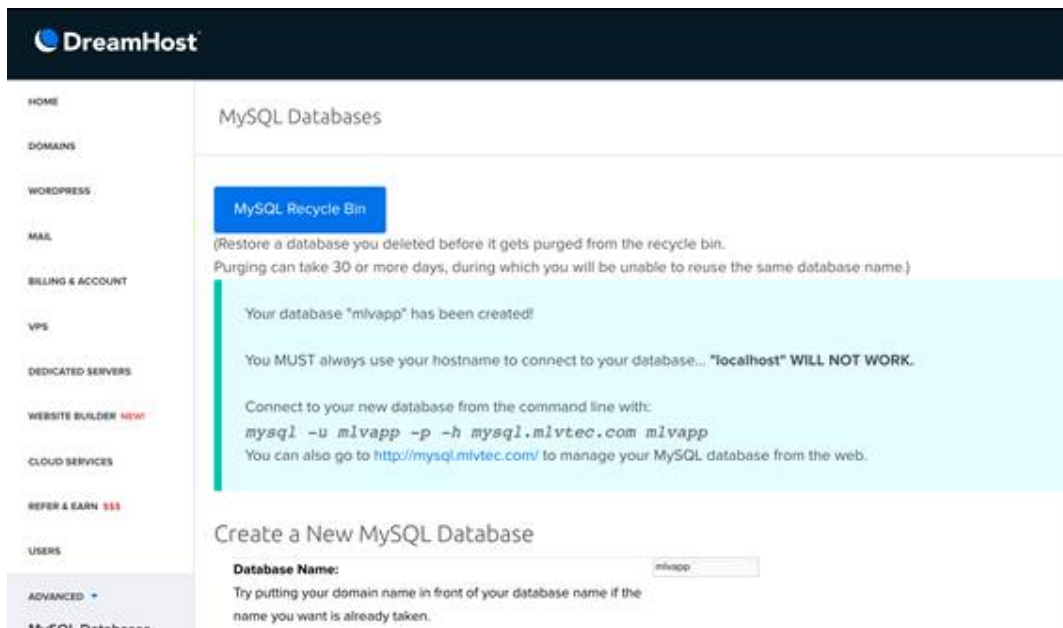 DreamHost
HOME
DOMAINS
WORDPRESS
MAIL
BILLING & ACCOUNT
VPS
DEDICATED SERVERS
WEBSITE BUILDER NEW!
CLOUD SERVICES
REFER & EARN $$$
USERS
ADVANCED
MySQL Databases
MySQL Databases
MySQL Recycle Bin
(Restore a database you deleted before it gets purged from the recycle bin.
Purging can take 30 or more days, during which you will be unable to reuse the same database name.)
Your database "mlvapp" has been created!
You MUST always use your hostname to connect to your database... "localhost" WILL NOT WORK.
Connect to your new database from the command line with:
mysql -u mlvapp -p -h mysql.mlvtec.com mlvapp
You can also go to http://mysql.mlvtec.com/ to manage your MySQL database from the web.
Create a New MySQL Database
Database Name: mlvapp
Try putting your domain name in front of your database name if the
name you want is already taken.